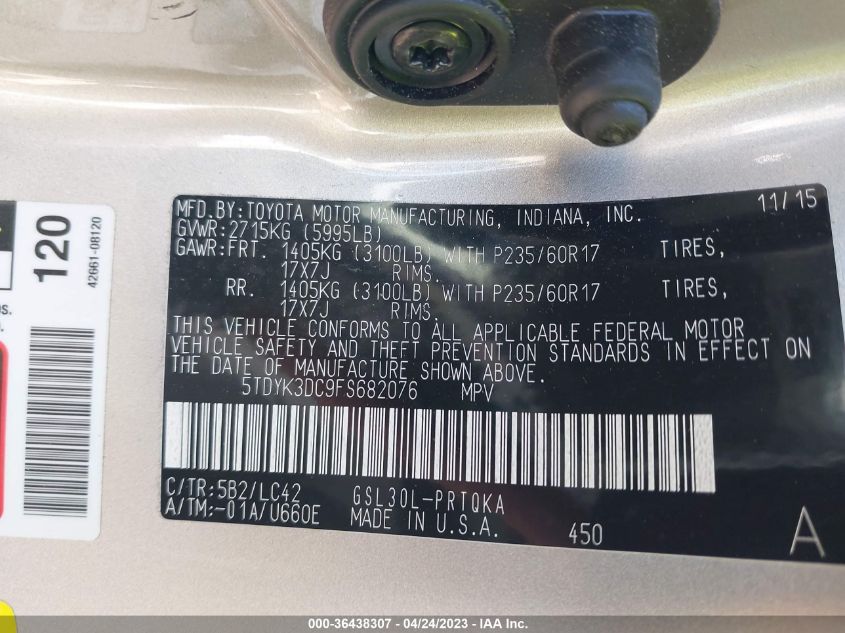 MFD.BY:TOYOTA MOTOR MANUFACTURING, INDIANA, INC. 11/15
GVWR:2715KG (5995LB)
GAWR:FRT. 1405KG (3100LB) WITH P235/60R17 TIRES,
17X7J RIMS.
RR. 1405KG (3100LB) WITH P235/60R17 TIRES,
17X7J RIMS.
THIS VEHICLE CONFORMS TO ALL APPLICABLE FEDERAL MOTOR
VEHICLE SAFETY AND THEFT PREVENTION STANDARDS IN EFFECT ON
THE DATE OF MANUFACTURE SHOWN ABOVE.
5TDYK3DC9FS682076 MPV
C/TR:5B2/LC42 GSL30L-PRTQKA
A/TM:-01A/U660E MADE IN U.S.A. 450 A
120
42661-08120
000-36438307 - 04/24/2023 - IAA Inc.